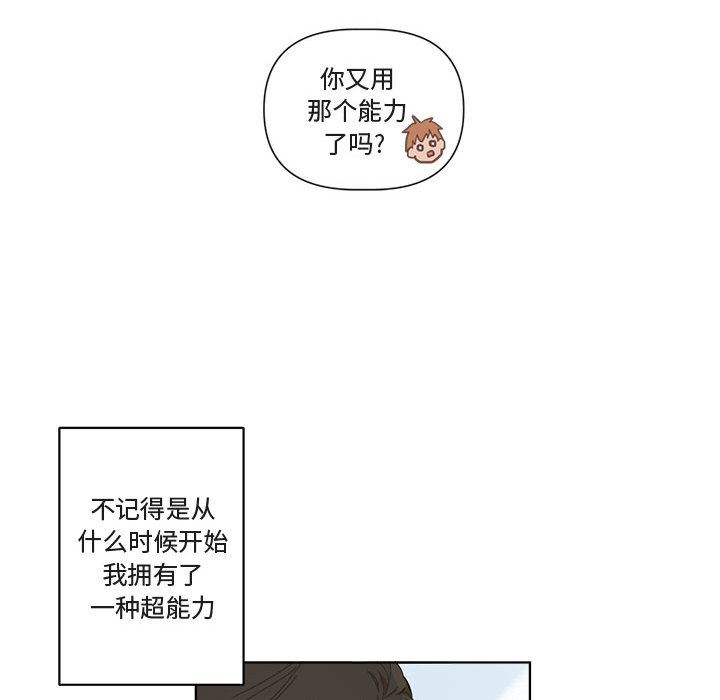 你又用
那个能力
了吗?
不记得是从
什么时候开始
我拥有了
一种超能力